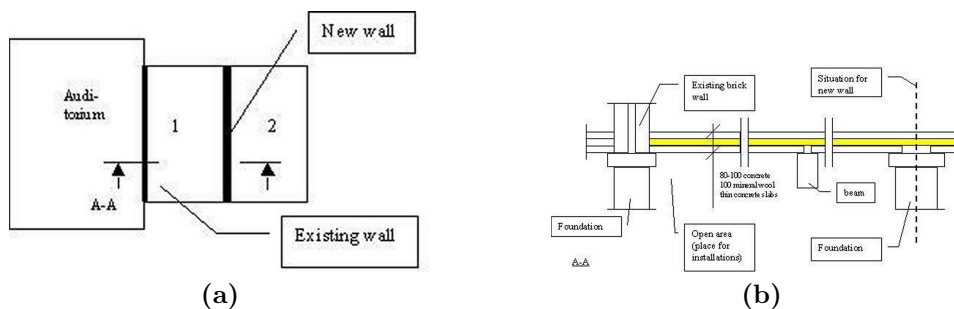 New wall
Audi-
torium
1
2
A-A
Existing wall
(a)
Existing brick
wall
Situation for
new wall
80-100 concrete
100 mineral wool
thin concrete slabs
beam
Foundation
Open area
(place for
installations)
Foundation
A-A
(b)